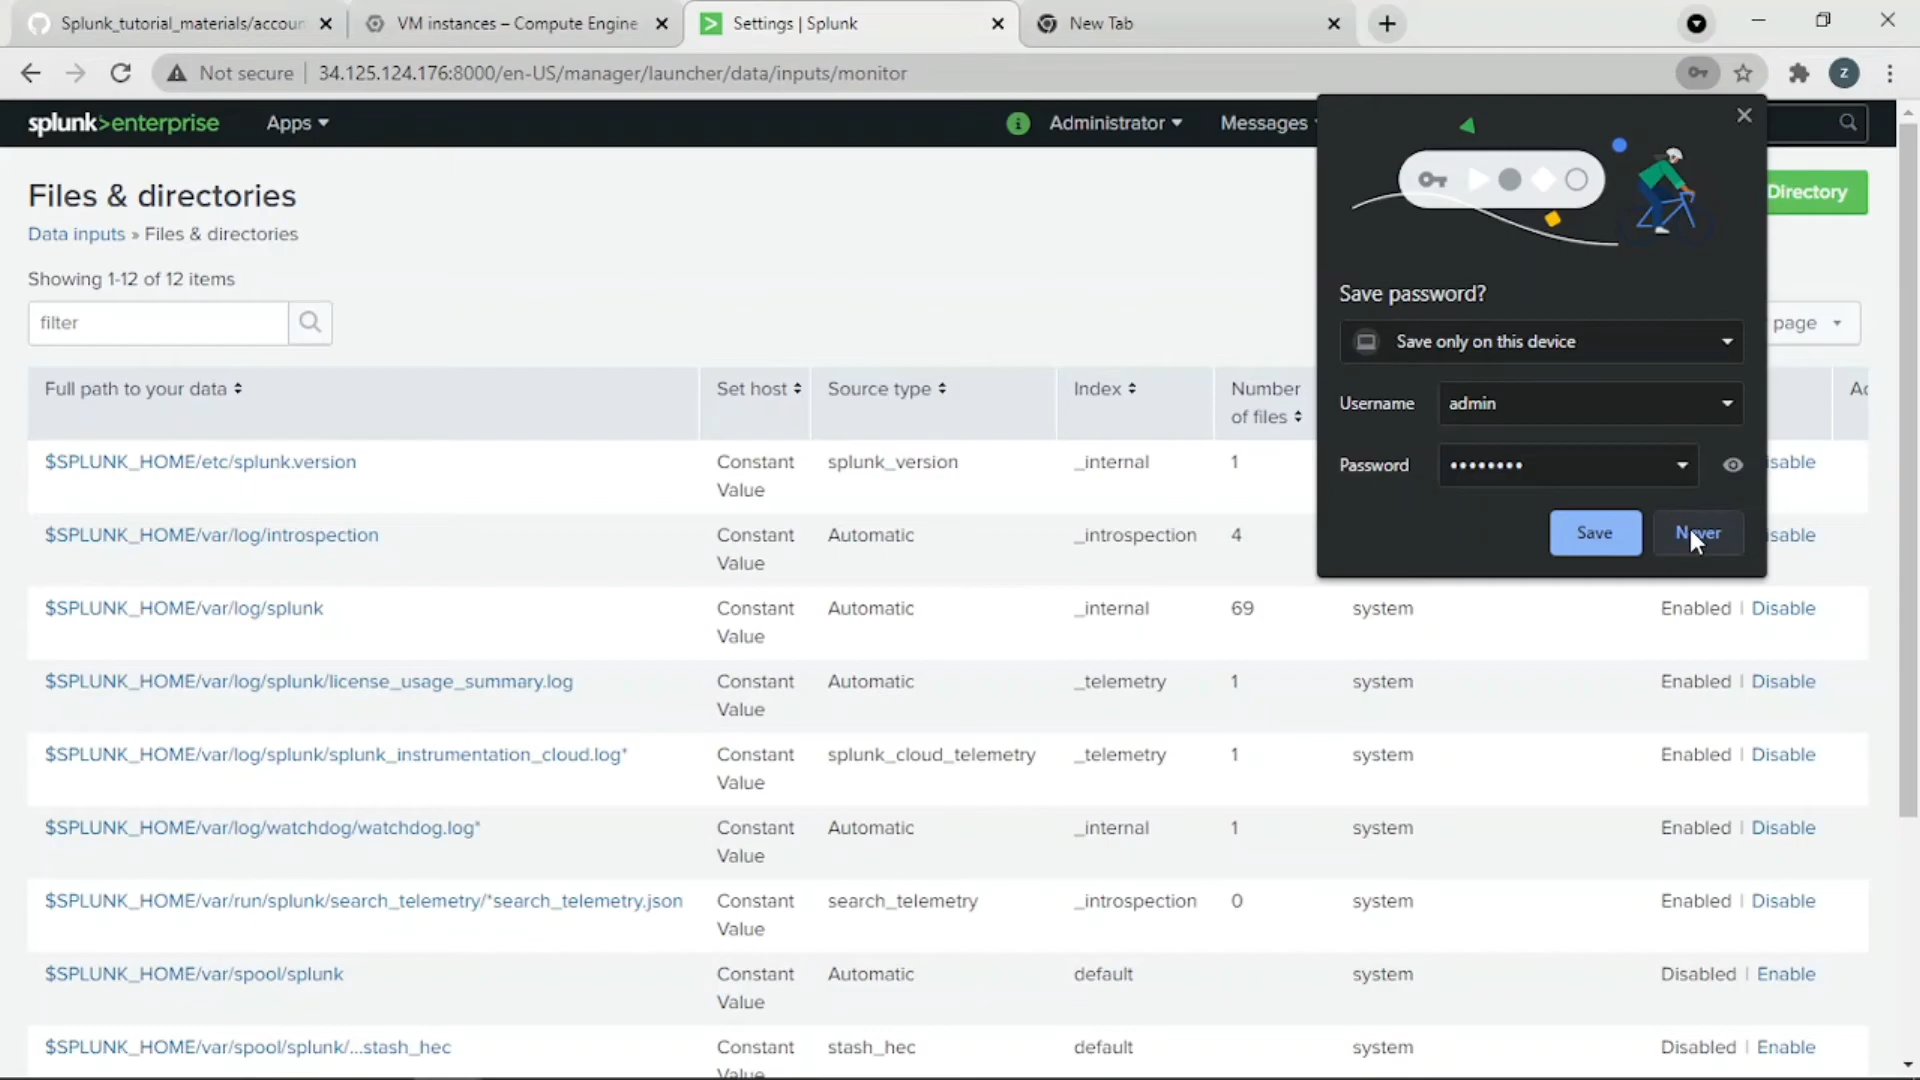 Splunk_tutorial_materials/accoun
VM instances – Compute Engine
Settings | Splunk
New Tab
Not secure
34.125.124.176:8000/en-US/manager/launcher/data/inputs/monitor
z
splunk>enterprise
Apps
i
Administrator
Messages
Files & directories
Directory
Data inputs » Files & directories
Showing 1-12 of 12 items
filter
page
Save password?
Save only on this device
Username
admin
Password
••••••••
Save
Never
Full path to your data
Set host
Source type
Index
Number
of files
$SPLUNK_HOME/etc/splunk.version
Constant
Value
splunk_version
_internal
1
isable
$SPLUNK_HOME/var/log/introspection
Constant
Value
Automatic
_introspection
4
isable
$SPLUNK_HOME/var/log/splunk
Constant
Value
Automatic
_internal
69
system
Enabled | Disable
$SPLUNK_HOME/var/log/splunk/license_usage_summary.log
Constant
Value
Automatic
_telemetry
1
system
Enabled | Disable
$SPLUNK_HOME/var/log/splunk/splunk_instrumentation_cloud.log*
Constant
Value
splunk_cloud_telemetry
_telemetry
1
system
Enabled | Disable
$SPLUNK_HOME/var/log/watchdog/watchdog.log*
Constant
Value
Automatic
_internal
1
system
Enabled | Disable
$SPLUNK_HOME/var/run/splunk/search_telemetry/*search_telemetry.json
Constant
Value
search_telemetry
_introspection
0
system
Enabled | Disable
$SPLUNK_HOME/var/spool/splunk
Constant
Value
Automatic
default
system
Disabled | Enable
$SPLUNK_HOME/var/spool/splunk/...stash_hec
Constant
Value
stash_hec
default
system
Disabled | Enable